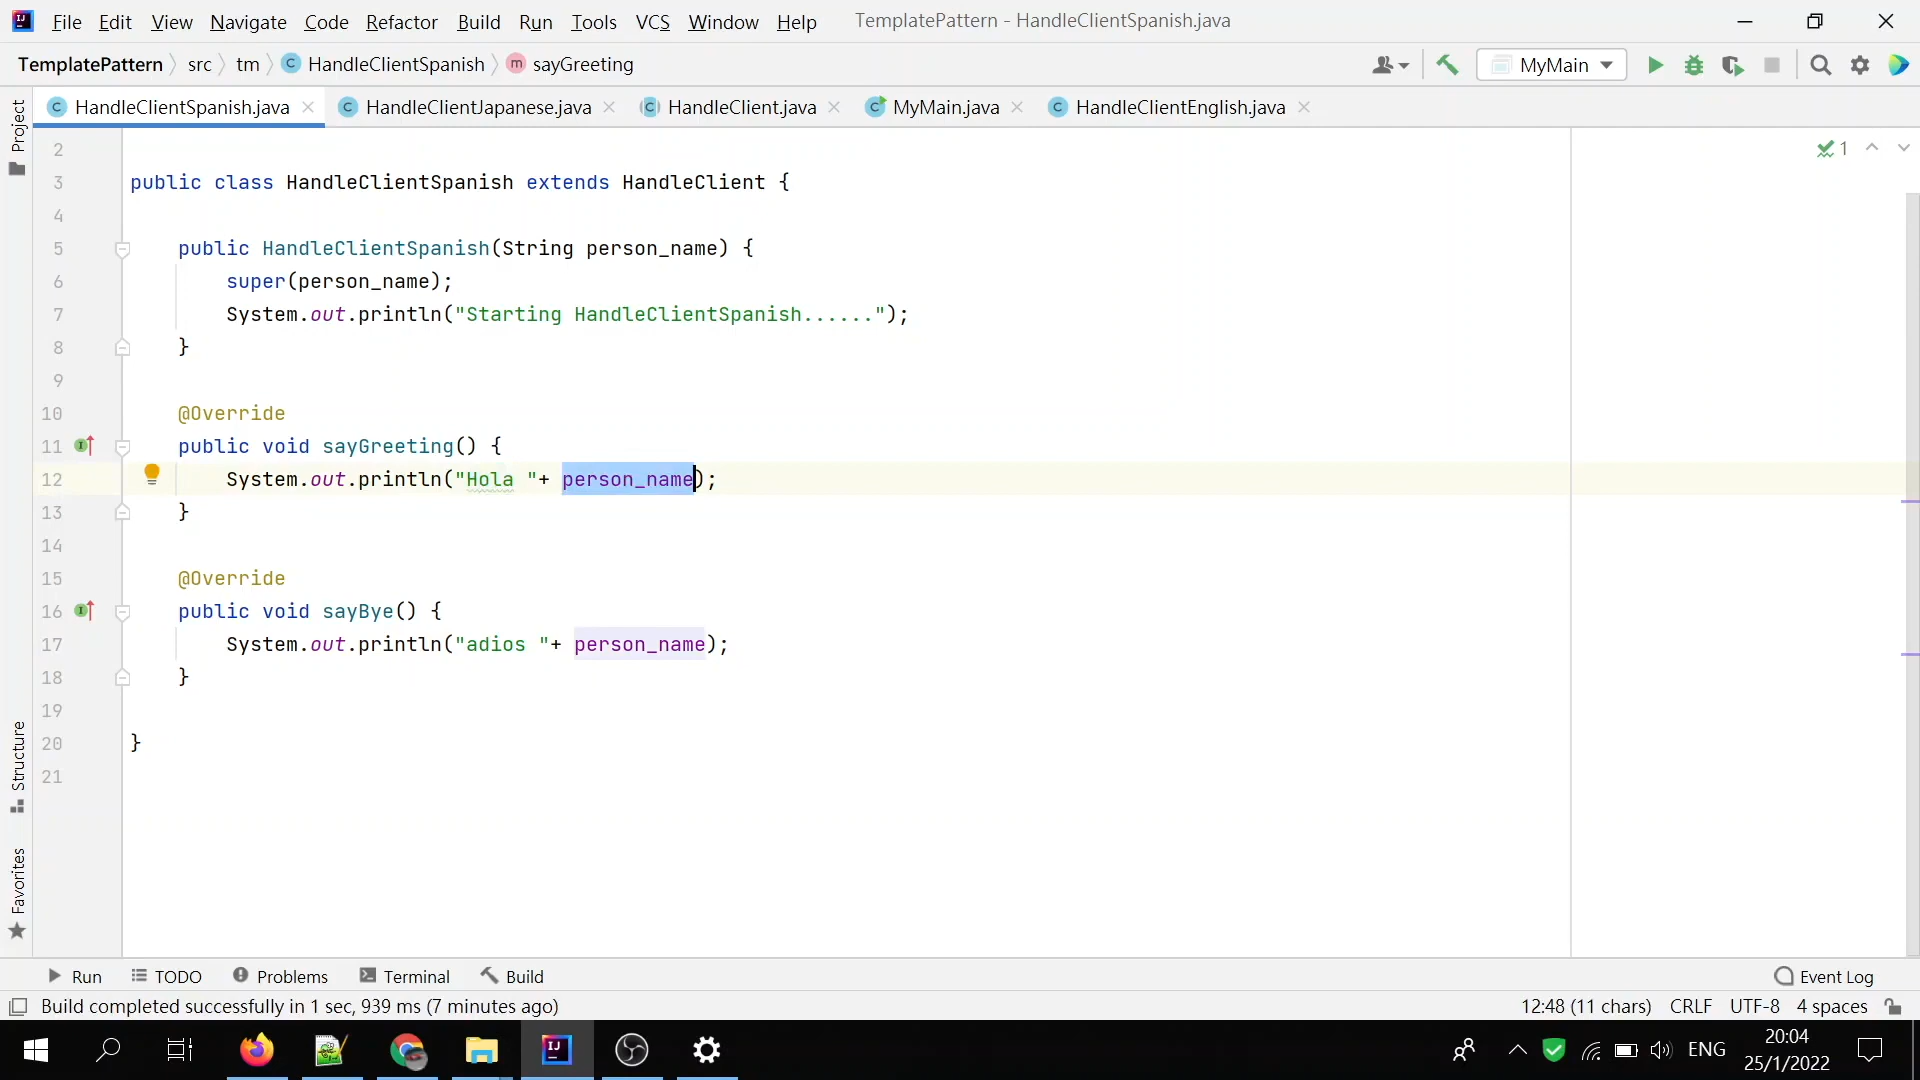 File Edit View Navigate Code Refactor Build Run Tools VCS Window Help TemplatePattern - HandleClientSpanish.java
TemplatePattern src tm HandleClientSpanish sayGreeting MyMain
HandleClientSpanish.java HandleClientJapanese.java HandleClient.java MyMain.java HandleClientEnglish.java
Project
1
2
3 public class HandleClientSpanish extends HandleClient {
4
5 public HandleClientSpanish(String person_name) {
6 super(person_name);
7 System.out.println("Starting HandleClientSpanish......");
8 }
9
10 @Override
11 public void sayGreeting() {
12 System.out.println("Hola "+ person_name);
13 }
14
15 @Override
16 public void sayBye() {
17 System.out.println("adios "+ person_name);
18 }
19
20 }
21
Structure
Favorites
Run TODO Problems Terminal Build Event Log
Build completed successfully in 1 sec, 939 ms (7 minutes ago) 12:48 (11 chars) CRLF UTF-8 4 spaces
ENG 20:04
25/1/2022